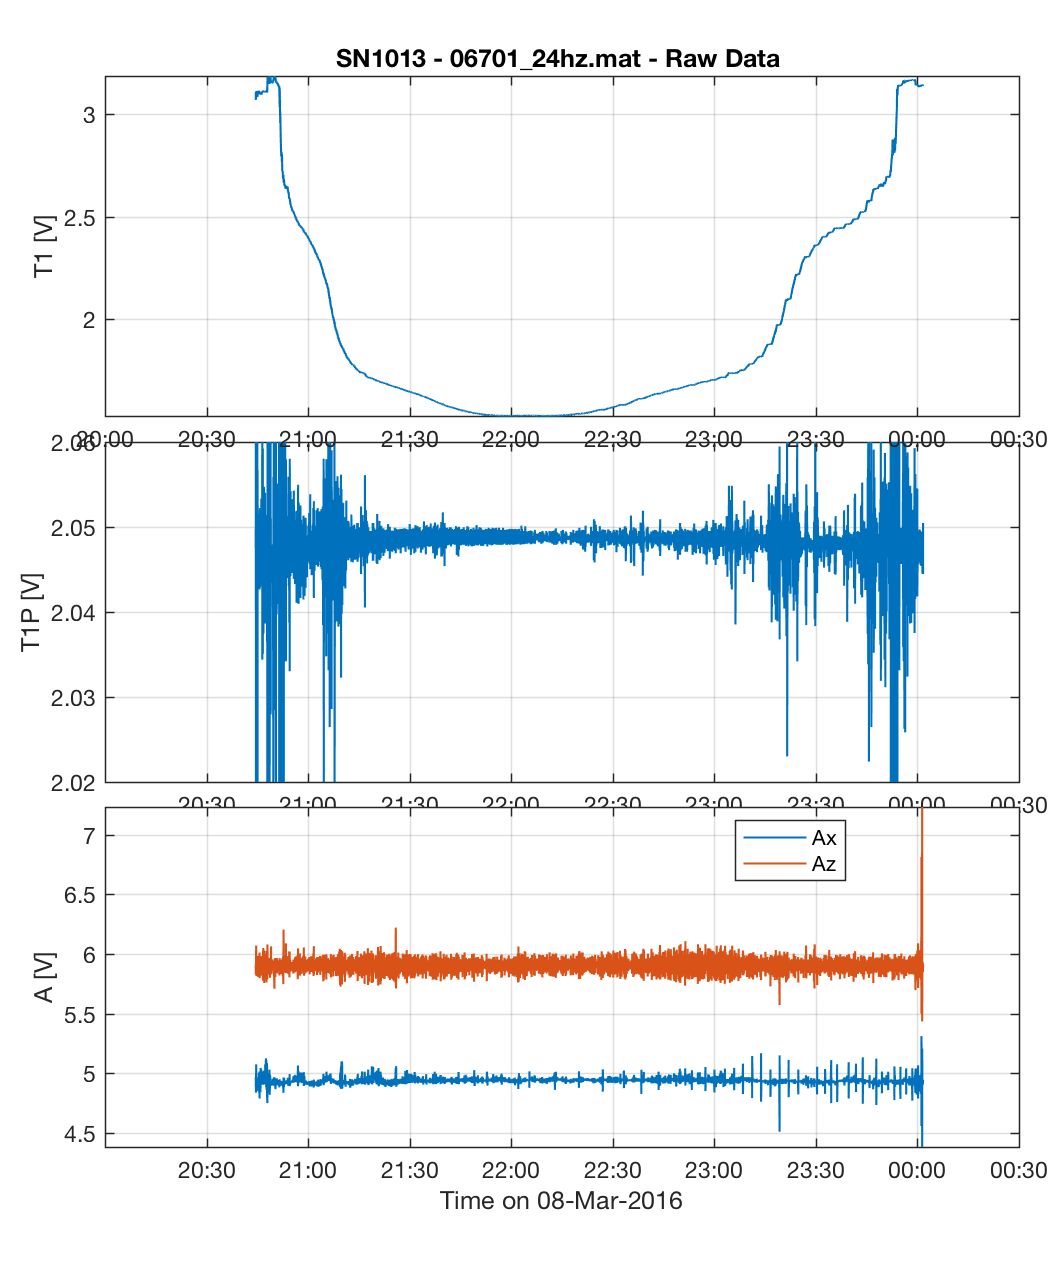 SN1013 - 06701_24hz.mat - Raw Data
T1 [V]
3
2.5
2
20:00 20:30 21:00 21:30 22:00 22:30 23:00 23:30 00:00 00:30
T1P [V]
2.06
2.05
2.04
2.03
2.02
20:30 21:00 21:30 22:00 22:30 23:00 23:30 00:00 00:30
A [V]
7
6.5
6
5.5
5
4.5
Ax
Az
20:30 21:00 21:30 22:00 22:30 23:00 23:30 00:00 00:30
Time on 08-Mar-2016